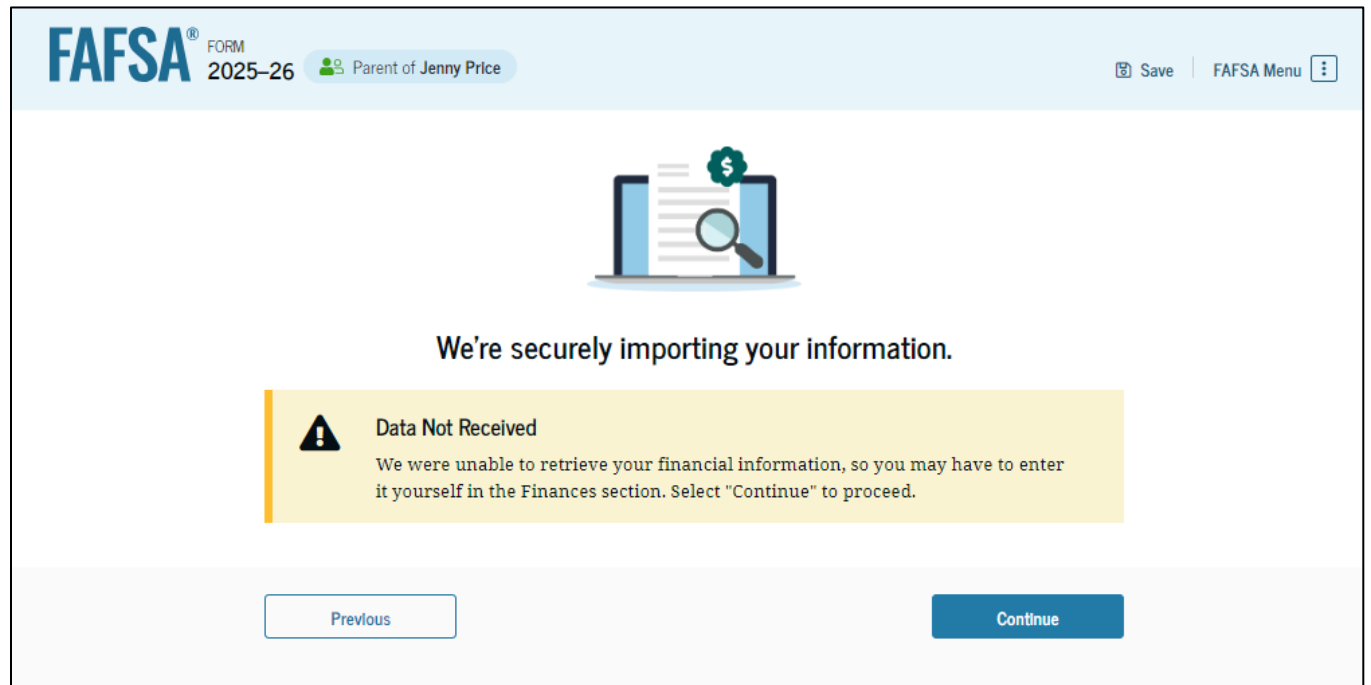 FAFSA® FORM 2025–26 Parent of Jenny Price Save FAFSA Menu
$
We're securely importing your information.
Data Not Received
We were unable to retrieve your financial information, so you may have to enter
it yourself in the Finances section. Select "Continue" to proceed.
Previous Continue